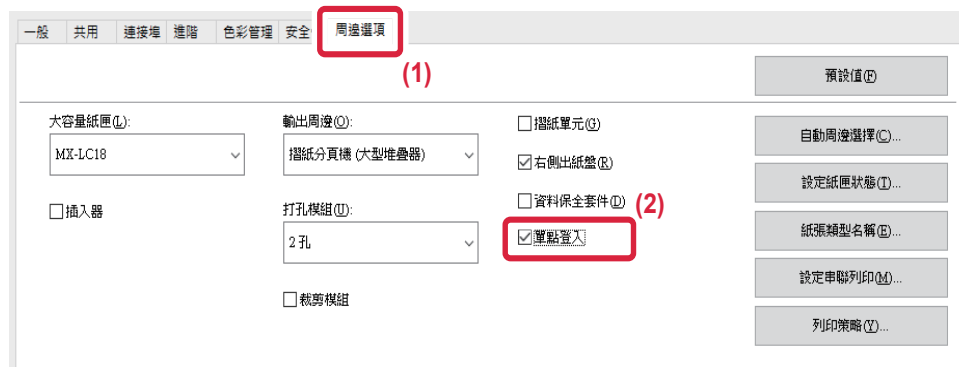 一般 共用 連接埠 進階 色彩管理 安全 周邊選項
(1)
預設值(F)
大容量紙匣(L):
MX-LC18
插入器
輸出周邊(O):
摺紙分頁機 (大型堆疊器)
打孔模組(U):
2 孔
裁剪模組
摺紙單元(G)
右側出紙盤(R)
資料保全套件(D)
(2)
單點登入
自動周邊選擇(C)...
設定紙匣狀態(I)...
紙張類型名稱(E)...
設定串聯列印(M)...
列印策略(Y)...